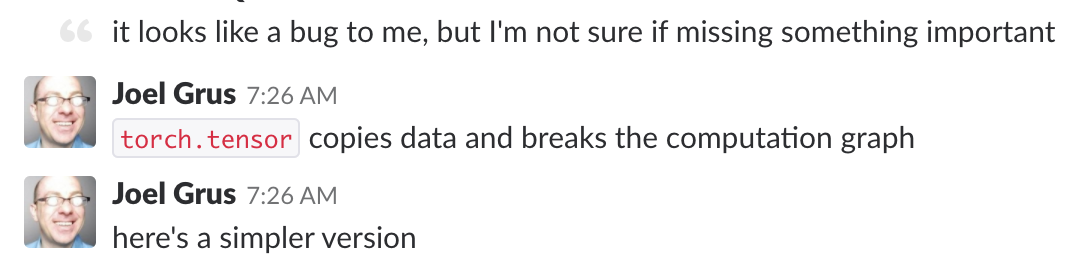 it looks like a bug to me, but I'm not sure if missing something important
Joel Grus 7:26 AM
torch.tensor copies data and breaks the computation graph
Joel Grus 7:26 AM
here's a simpler version